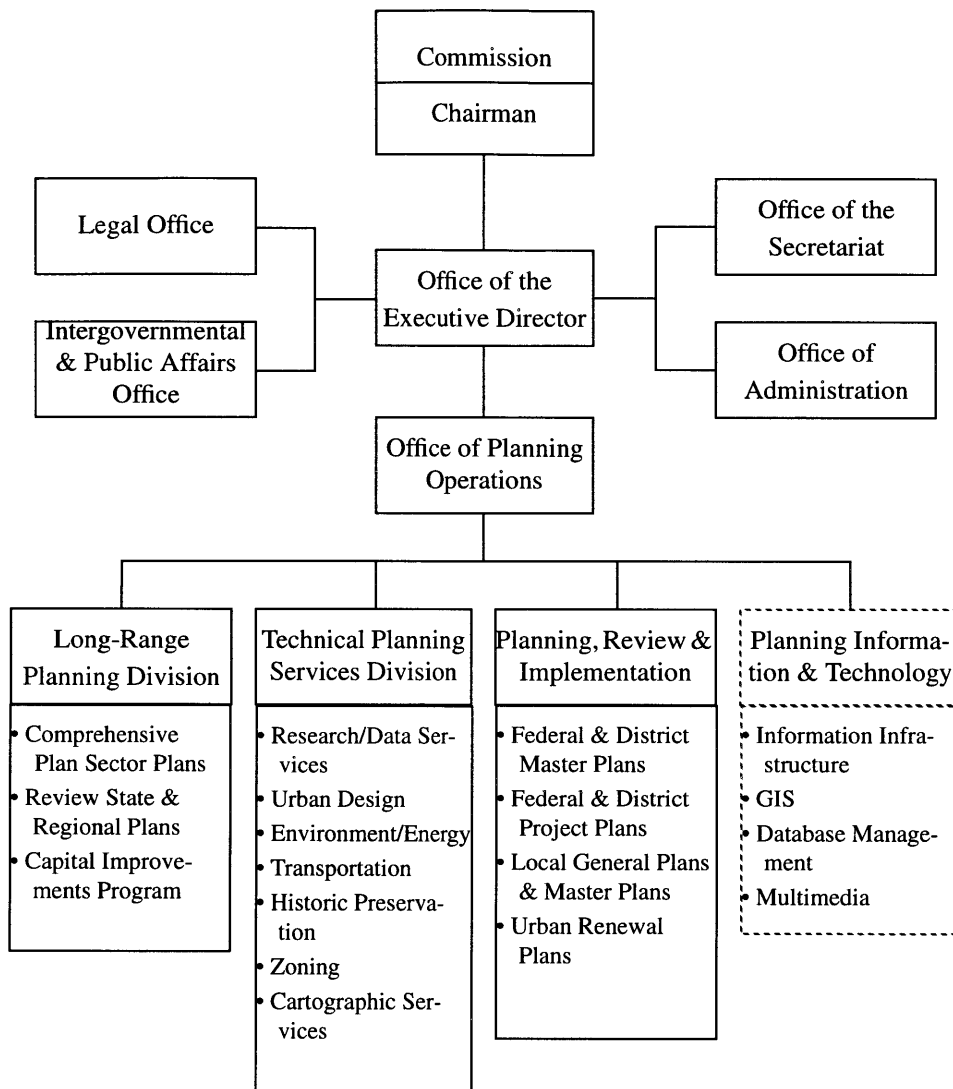 Commission
Chairman
Legal Office
Office of the
Secretariat
Office of the
Executive Director
Intergovernmental
& Public Affairs
Office
Office of
Administration
Office of Planning
Operations
Long-Range
Planning Division
• Comprehensive
Plan Sector Plans
• Review State &
Regional Plans
• Capital Improve-
ments Program
Technical Planning
Services Division
• Research/Data Ser-
vices
• Urban Design
• Environment/Energy
• Transportation
• Historic Preserva-
tion
• Zoning
• Cartographic Ser-
vices
Planning, Review &
Implementation
• Federal & District
Master Plans
• Federal & District
Project Plans
• Local General Plans
& Master Plans
• Urban Renewal
Plans
Planning Informa-
tion & Technology
• Information Infra-
structure
• GIS
• Database Manage-
ment
• Multimedia